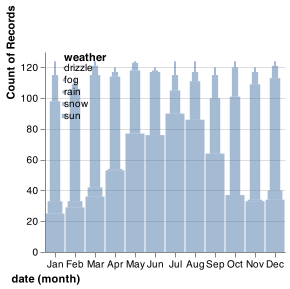 Count of Records
weather
drizzle
fog
rain
snow
sun
120
100
80
60
40
20
0
Jan Feb Mar Apr May Jun Jul Aug Sep Oct Nov Dec
date (month)